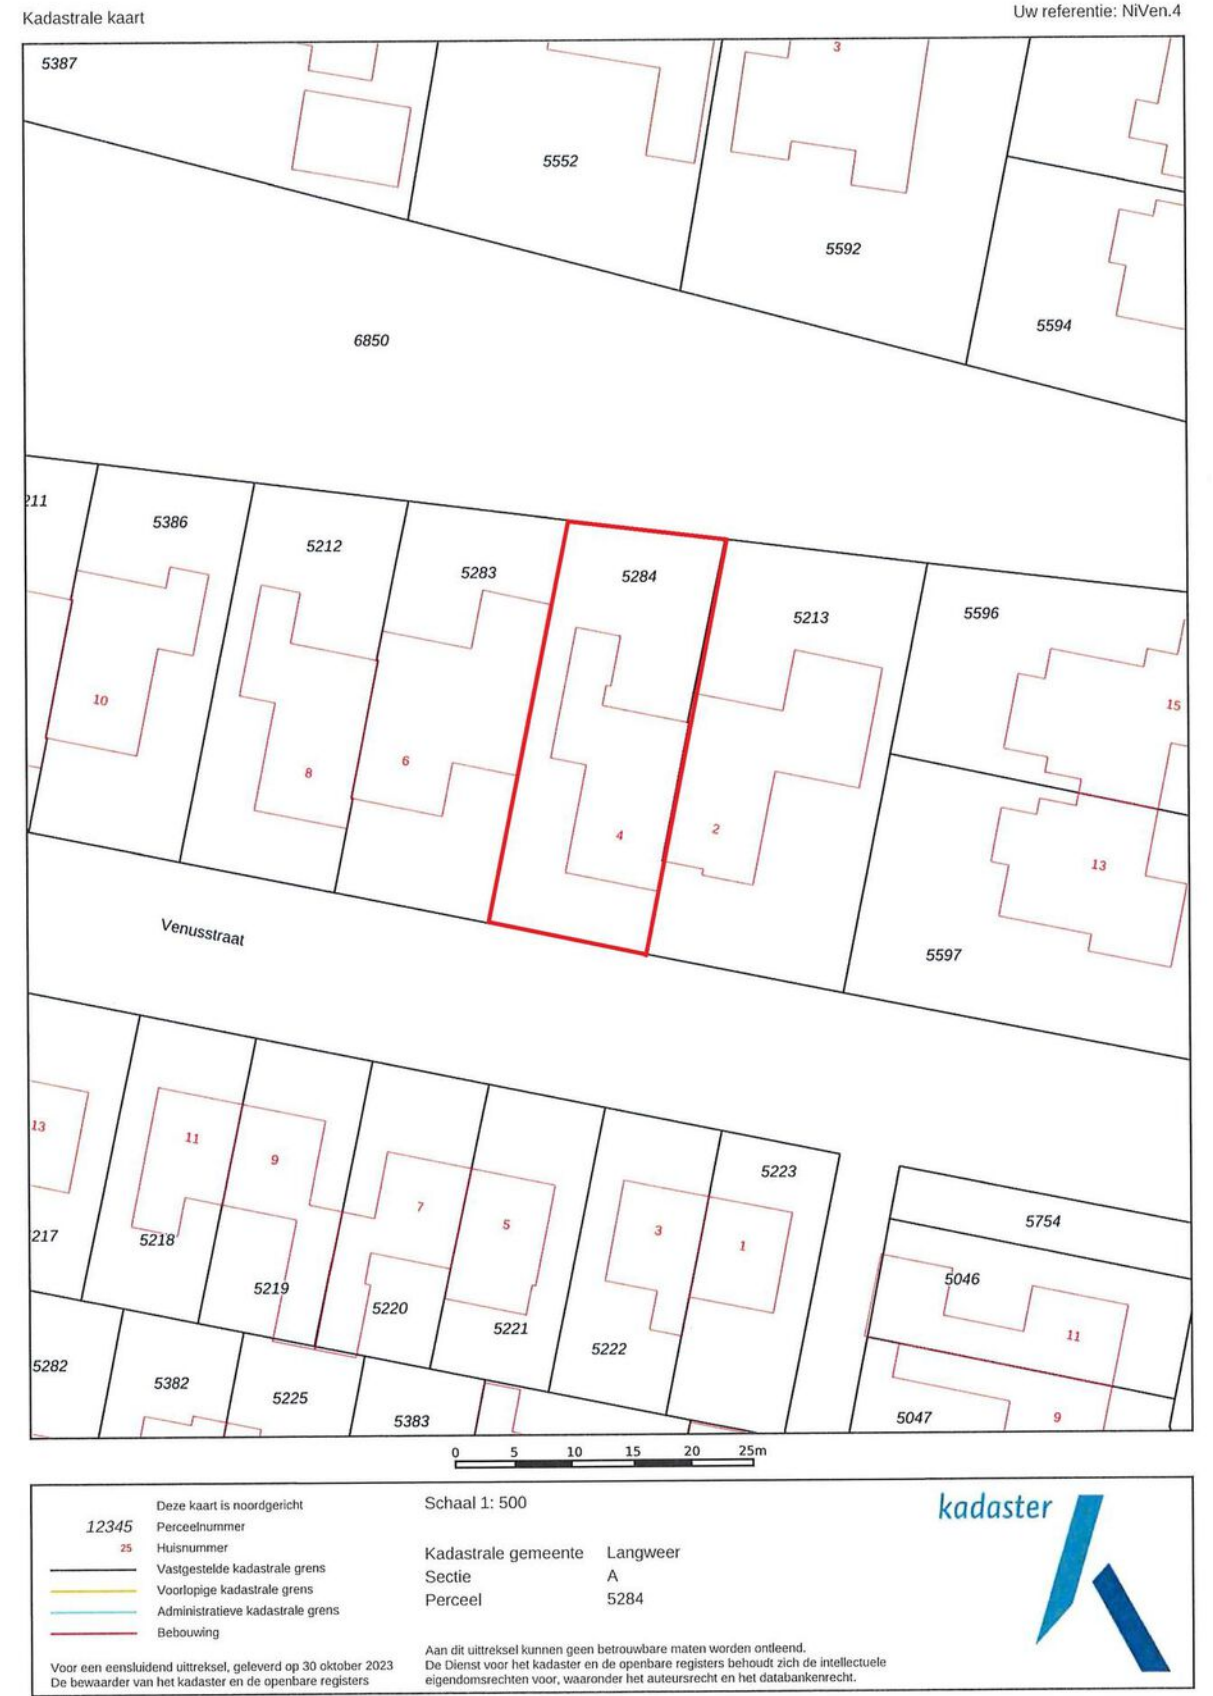 Kadastrale kaart
Uw referentie: NiVen.4
5387
3
5552
5592
5594
6850
211
5386
5212
5283
5284
5213
5596
10
8
6
4
2
15
13
5597
Venusstraat
13
11
9
7
5
3
1
5223
5754
217
5218
5219
5220
5221
5222
5046
11
5282
5382
5225
5383
5047
9
0 5 10 15 20 25m
Deze kaart is noordgericht
12345 Perceelnummer
25 Huisnummer
Vastgestelde kadastrale grens
Voorlopige kadastrale grens
Administratieve kadastrale grens
Bebouwing
Voor een eensluidend uittreksel, geleverd op 30 oktober 2023
De bewaarder van het kadaster en de openbare registers
Schaal 1: 500
Kadastrale gemeente Langweer
Sectie A
Perceel 5284
Aan dit uittreksel kunnen geen betrouwbare maten worden ontleend.
De Dienst voor het kadaster en de openbare registers behoudt zich de intellectuele
eigendomsrechten voor, waaronder het auteursrecht en het databankenrecht.
kadaster